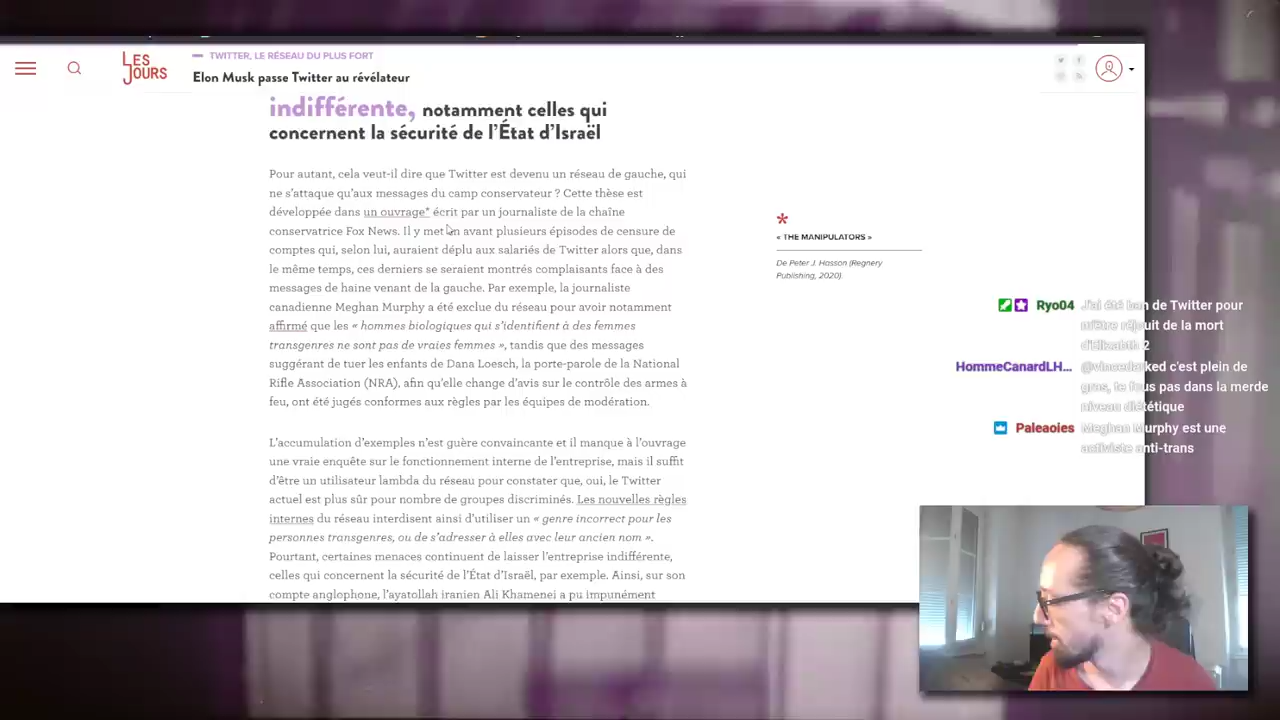 LES JOURS
TWITTER, LE RÉSEAU DU PLUS FORT
Elon Musk passe Twitter au révélateur
indifférente, notamment celles qui
concernent la sécurité de l’État d’Israël
Pour autant, cela veut-il dire que Twitter est devenu un réseau de gauche, qui
ne s’attaque qu’aux messages du camp conservateur ? Cette thèse est
développée dans un ouvrage* écrit par un journaliste de la chaîne
conservatrice Fox News. Il y met en avant plusieurs épisodes de censure de
comptes qui, selon lui, auraient déplu aux salariés de Twitter alors que, dans
le même temps, ces derniers se seraient montrés complaisants face à des
messages de haine venant de la gauche. Par exemple, la journaliste
canadienne Meghan Murphy a été exclue du réseau pour avoir notamment
affirmé que les « hommes biologiques qui s’identifient à des femmes
transgenres ne sont pas de vraies femmes », tandis que des messages
suggérant de tuer les enfants de Dana Loesch, la porte-parole de la National
Rifle Association (NRA), afin qu’elle change d’avis sur le contrôle des armes à
feu, ont été jugés conformes aux règles par les équipes de modération.
L’accumulation d’exemples n’est guère convaincante et il manque à l’ouvrage
une vraie enquête sur le fonctionnement interne de l’entreprise, mais il suffit
d’être un utilisateur lambda du réseau pour constater que, oui, le Twitter
actuel est plus sûr pour nombre de groupes discriminés. Les nouvelles règles
internes du réseau interdisent ainsi d’utiliser un « genre incorrect pour les
personnes transgenres, ou de s’adresser à elles avec leur ancien nom ».
Pourtant, certaines menaces continuent de laisser l’entreprise indifférente,
celles qui concernent la sécurité de l’État d’Israël, par exemple. Ainsi, sur son
compte anglophone, l’ayatollah iranien Ali Khamenei a pu impunément
*
« THE MANIPULATORS »
De Peter J. Hasson (Regnery
Publishing, 2020).
Ryo04 J'ai été ban de Twitter pour
m'être réjouit de la mort
d'Elizabth 2
HommeCanardLH... @vincedarked c'est plein de
gras, te fous pas dans la merde
niveau diététique
Paleaoies Meghan Murphy est une
activiste anti-trans